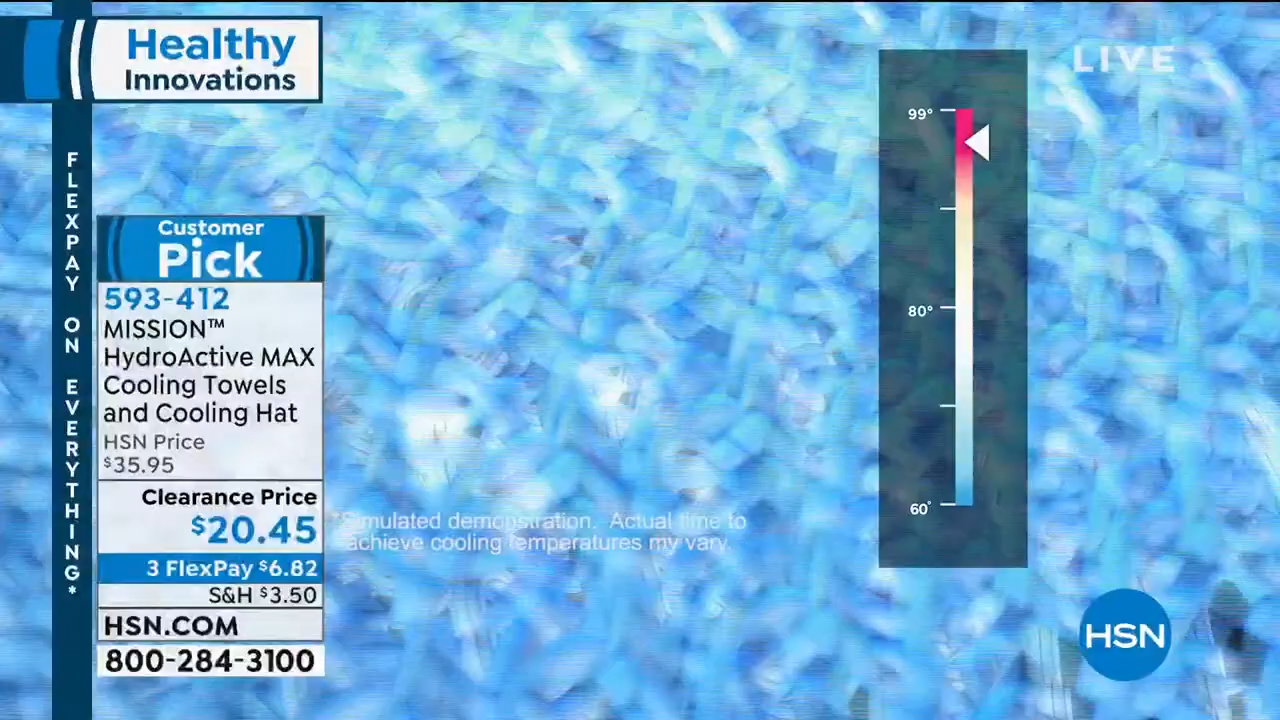 Healthy
Innovations
LIVE
FLEXPAY ON EVERYTHING*
Customer
Pick
593-412
MISSION™
HydroActive MAX
Cooling Towels
and Cooling Hat
HSN Price
$35.95
Clearance Price
$20.45
3 FlexPay $6.82
S&H $3.50
HSN.COM
800-284-3100
*Simulated demonstration. Actual time to
achieve cooling temperatures my vary.
99°
80°
60°
HSN